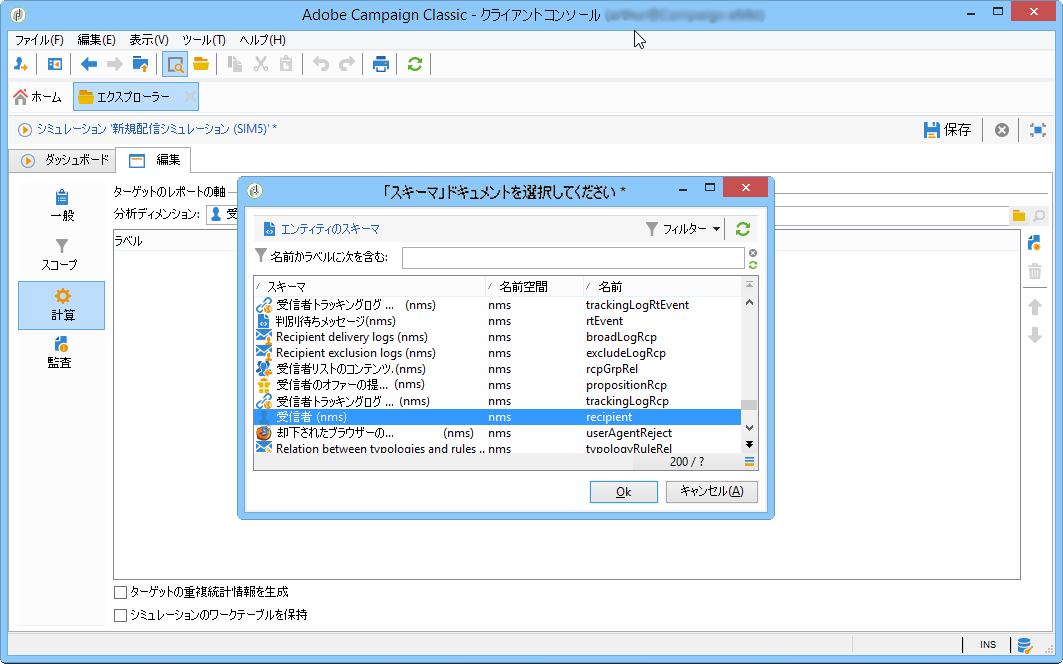 Adobe Campaign Classic - クライアントコンソール
ファイル(F) 編集(E) 表示(V) ツール(T) ヘルプ(H)
ホーム エクスプローラー
シミュレーション '新規配信シミュレーション (SIM5)' *
保存
ダッシュボード 編集
一般
スコープ
計算
監査
ターゲットのレポートの軸
分析ディメンション: 受
ラベル
「スキーマ」ドキュメントを選択してください *
エンティティのスキーマ フィルター
名前かラベルに次を含む:
スキーマ 名前空間 名前
受信者トラッキングログ ... (nms) nms trackingLogRtEvent
判別待ちメッセージ(nms) nms rtEvent
Recipient delivery logs (nms) nms broadLogRcp
Recipient exclusion logs (nms) nms excludeLogRcp
受信者リストのコンテンツ.(nms) nms rcpGrpRel
受信者のオファーの提... (nms) nms propositionRcp
受信者トラッキングログ ... (nms) nms trackingLogRcp
受信者 (nms) nms recipient
却下されたブラウザーの... (nms) nms userAgentReject
Relation between typologies and rules .. nms typologyRuleRel
200 / ?
Ok キャンセル(A)
ターゲットの重複統計情報を生成
シミュレーションのワークテーブルを保持
INS